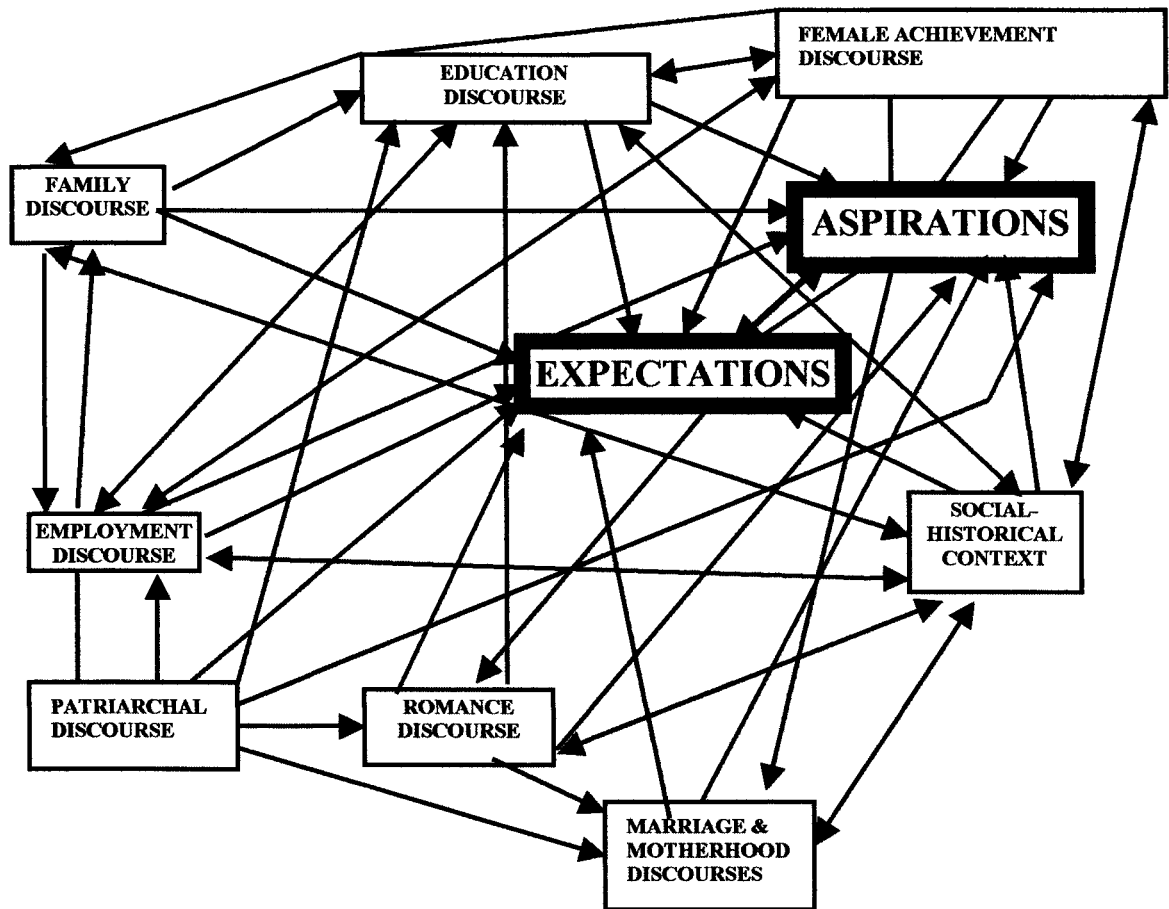 FEMALE ACHIEVEMENT
DISCOURSE
EDUCATION
DISCOURSE
FAMILY
DISCOURSE
ASPIRATIONS
EXPECTATIONS
SOCIAL-
HISTORICAL
CONTEXT
EMPLOYMENT
DISCOURSE
PATRIARCHAL
DISCOURSE
ROMANCE
DISCOURSE
MARRIAGE &
MOTHERHOOD
DISCOURSES